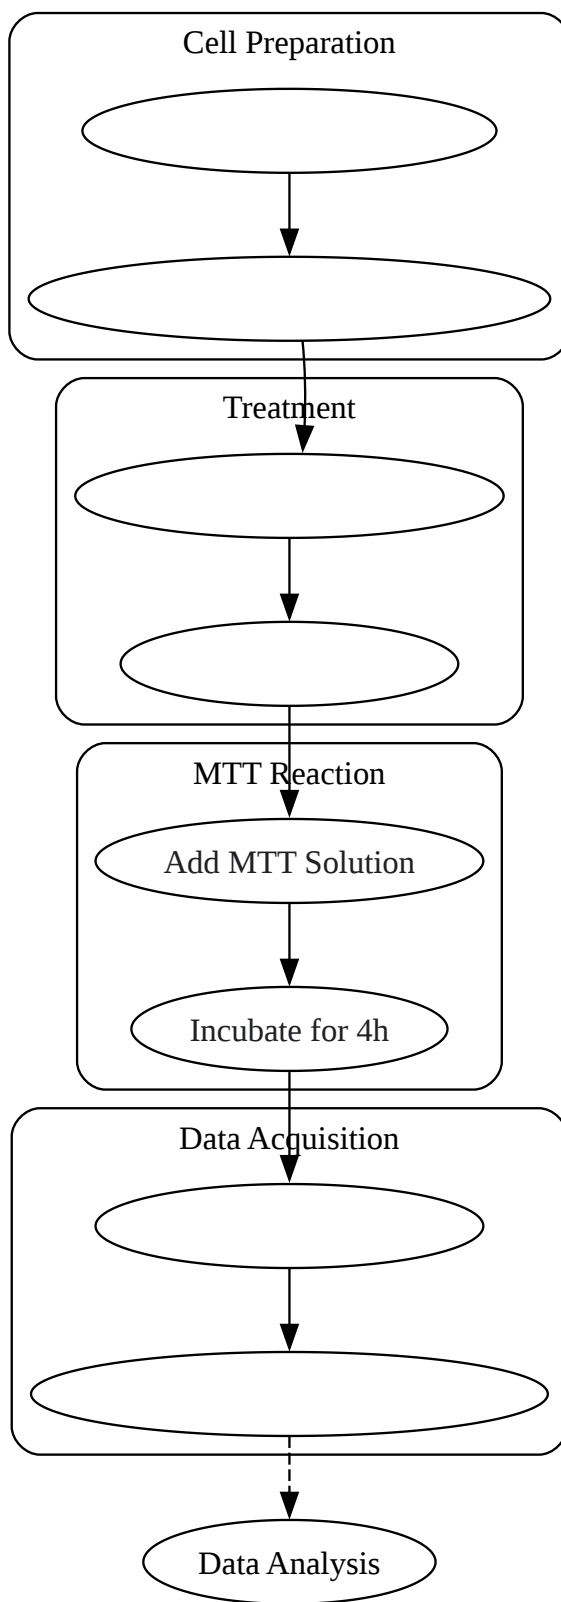 Cell Preparation
Treatment
MTT Reaction
Add MTT Solution
Incubate for 4h
Data Acquisition
Data Analysis